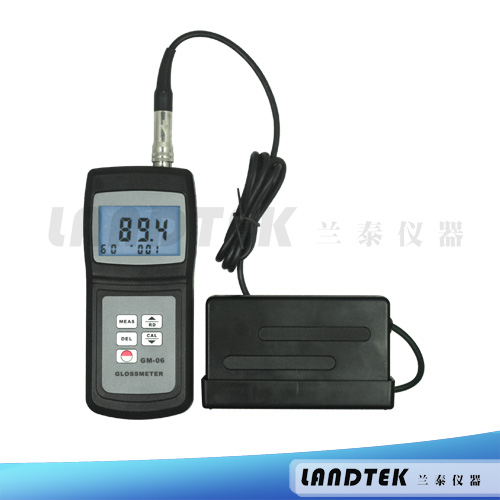 LANDTEK 兰泰仪器
89.4
60 001
MEAS
▲/RD
DEL
CAL/▼
GM-06
GLOSSMETER
LANDTEK 兰泰仪器